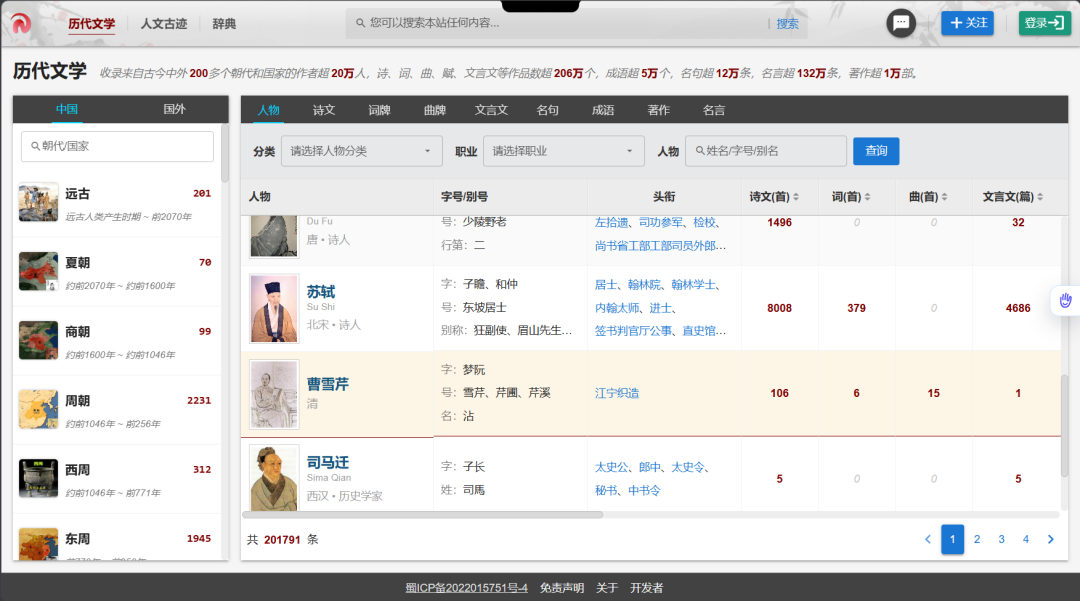 历代文学 人文古迹 辞典 您可以搜索本站任何内容... 搜索 关注 登录
历代文学 收录来自古今中外 200多个朝代和国家的作者超 20万人，诗、词、曲、赋、文言文等作品数超 206万个，成语超 5万个，名句超 12万条，名言超 132万条，著作超 1万部。
中国 国外
朝代/国家
远古 201
远古人类产生时期 ~ 前2070年
夏朝 70
约前2070年 ~ 约前1600年
商朝 99
约前1600年 ~ 约前1046年
周朝 2231
约前1046年 ~ 前256年
西周 312
约前1046年 ~ 前771年
东周 1945
人物 诗文 词牌 曲牌 文言文 名句 成语 著作 名言
分类 请选择人物分类 职业 请选择职业 人物 姓名/字号/别名 查询
人物 字号/别号 头衔 诗文(首) 词(首) 曲(首) 文言文(篇)
Du Fu
唐 • 诗人
号：少陵野老
行第：二
左拾遗、司功参军、检校、
尚书省工部工部司员外郎...
1496 0 0 32
苏轼
Su Shi
北宋 • 诗人
字：子瞻、和仲
号：东坡居士
别称：狂副使、眉山先生...
居士、翰林院、翰林学士、
内翰太师、进士、
签书判官厅公事、直史馆...
8008 379 0 4686
曹雪芹
清
字：梦阮
号：雪芹、芹圃、芹溪
名：沾
江宁织造
106 6 15 1
司马迁
Sima Qian
西汉 • 历史学家
字：子长
姓：司馬
太史公、郎中、太史令、
秘书、中书令
5 0 0 5
共 201791 条
1 2 3 4
蜀ICP备2022015751号-4 免责声明 关于 开发者